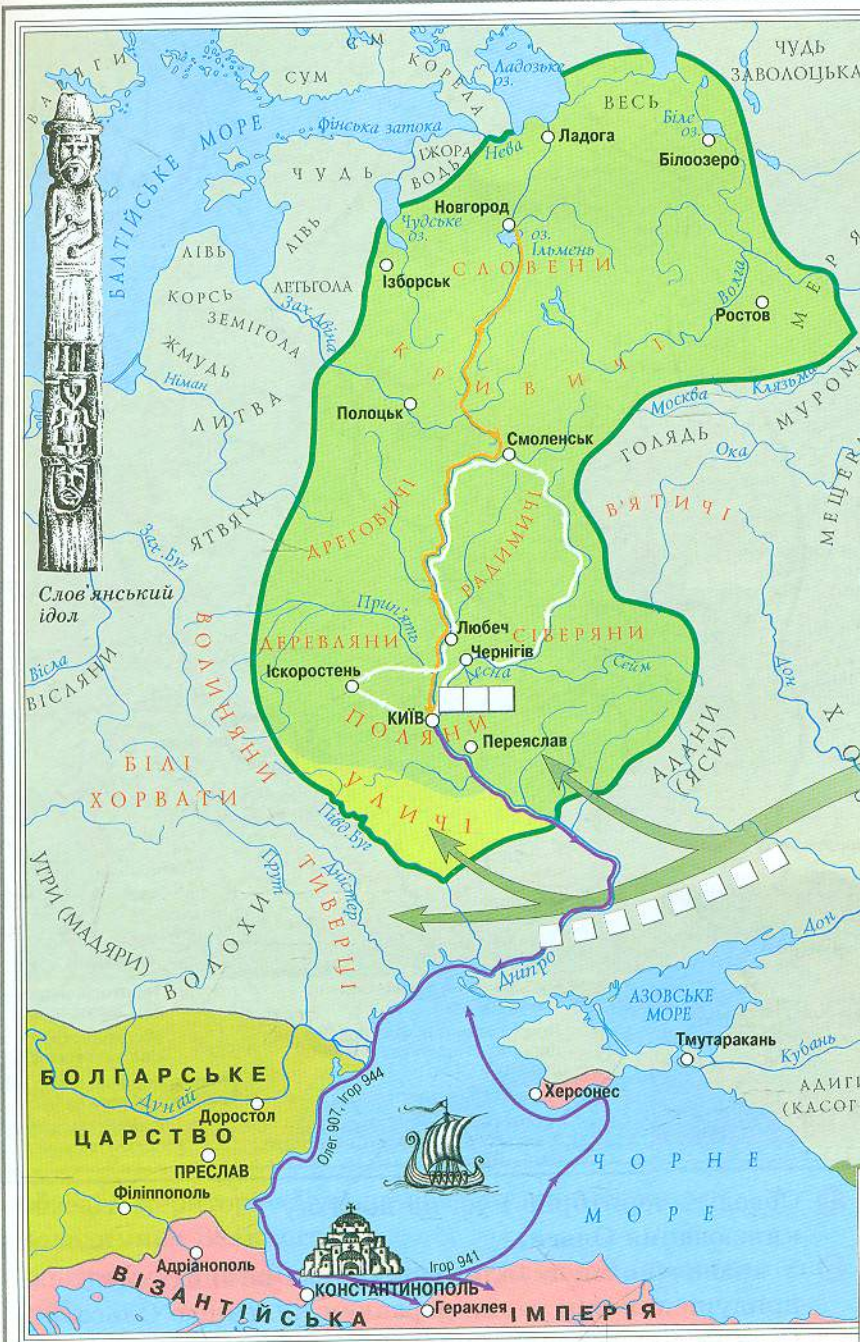 ВАРЯГИ
СУМ
КОРЕЛА
Ладозьке
оз.
ЧУДЬ
ЗАВОЛОЦЬКА
ВЕСЬ
Біле
оз.
Білоозеро
Ладога
Фінська затока
БАЛТІЙСЬКЕ МОРЕ
ЇЖОРА
ВОДЬ
Нева
ЧУДЬ
Новгород
Чудське
оз.
оз.
Ільмень
СЛОВЕНИ
ЛІВЬ
ЛІВЬ
Ізборськ
ЛЕТЬГОЛА
Зах.Двіна
КОРСЬ
ЗЕМІГОЛА
ЖМУДЬ
Німан
ЛИТВА
Волга
Ростов
МЕРЯ
КРИВИЧІ
Полоцьк
Смоленськ
Москва
Клязьма
МУРОМА
ГОЛЯДЬ
Ока
В'ЯТИЧІ
МЕЩЕР
ЯТВЯГИ
ДРЕГОВИЧІ
РАДИМИЧІ
Слов'янський
ідол
Зах.Буг
Прип'ять
Любеч
СІВЕРЯНИ
ДЕРЕВЛЯНИ
Чернігів
Десна
Сейм
Іскоростень
ВОЛИНЯНИ
Вісла
ВІСЛЯНИ
КИЇВ
ПОЛЯНИ
Переяслав
Дон
АЛАНИ
(ЯСИ)
БІЛІ
ХОРВАТИ
УЛИЧІ
Півд.Буг
Прут
Дністер
ТИВЕРЦІ
УГРИ (МАДЯРИ)
ВОЛОХИ
Дніпро
Дон
АЗОВСЬКЕ
МОРЕ
Тмутаракань
Кубань
АДИГИ
(КАСОГ
Херсонес
БОЛГАРСЬКЕ
Дунай
Доростол
ЦАРСТВО
ПРЕСЛАВ
Філіппополь
Олег 907, Ігор 944
ЧОРНЕ
МОРЕ
Адріанополь
Ігор 941
КОНСТАНТИНОПОЛЬ
Гераклея
ВІЗАНТІЙСЬКА ІМПЕРІЯ